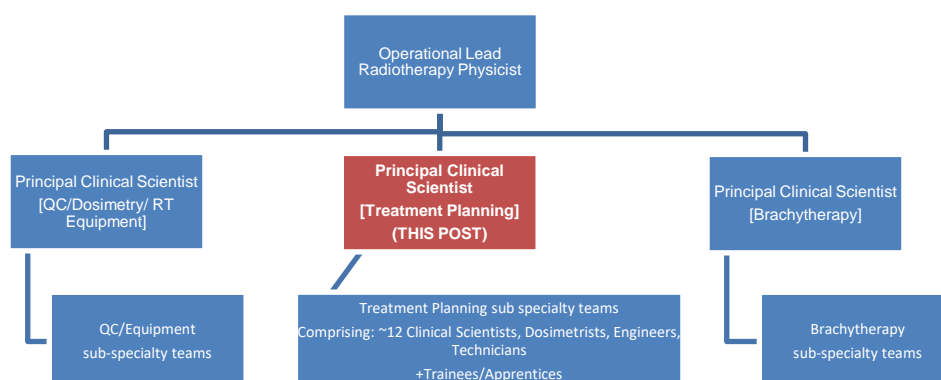 Operational Lead
Radiotherapy Physicist
Principal Clinical Scientist
[QC/Dosimetry/ RT
Equipment]
Principal Clinical
Scientist
[Treatment Planning]
(THIS POST)
Principal Clinical Scientist
[Brachytherapy]
QC/Equipment
sub-specialty teams
Treatment Planning sub specialty teams
Comprising: ~12 Clinical Scientists, Dosimetrists, Engineers,
Technicians
+Trainees/Apprentices
Brachytherapy
sub-specialty teams